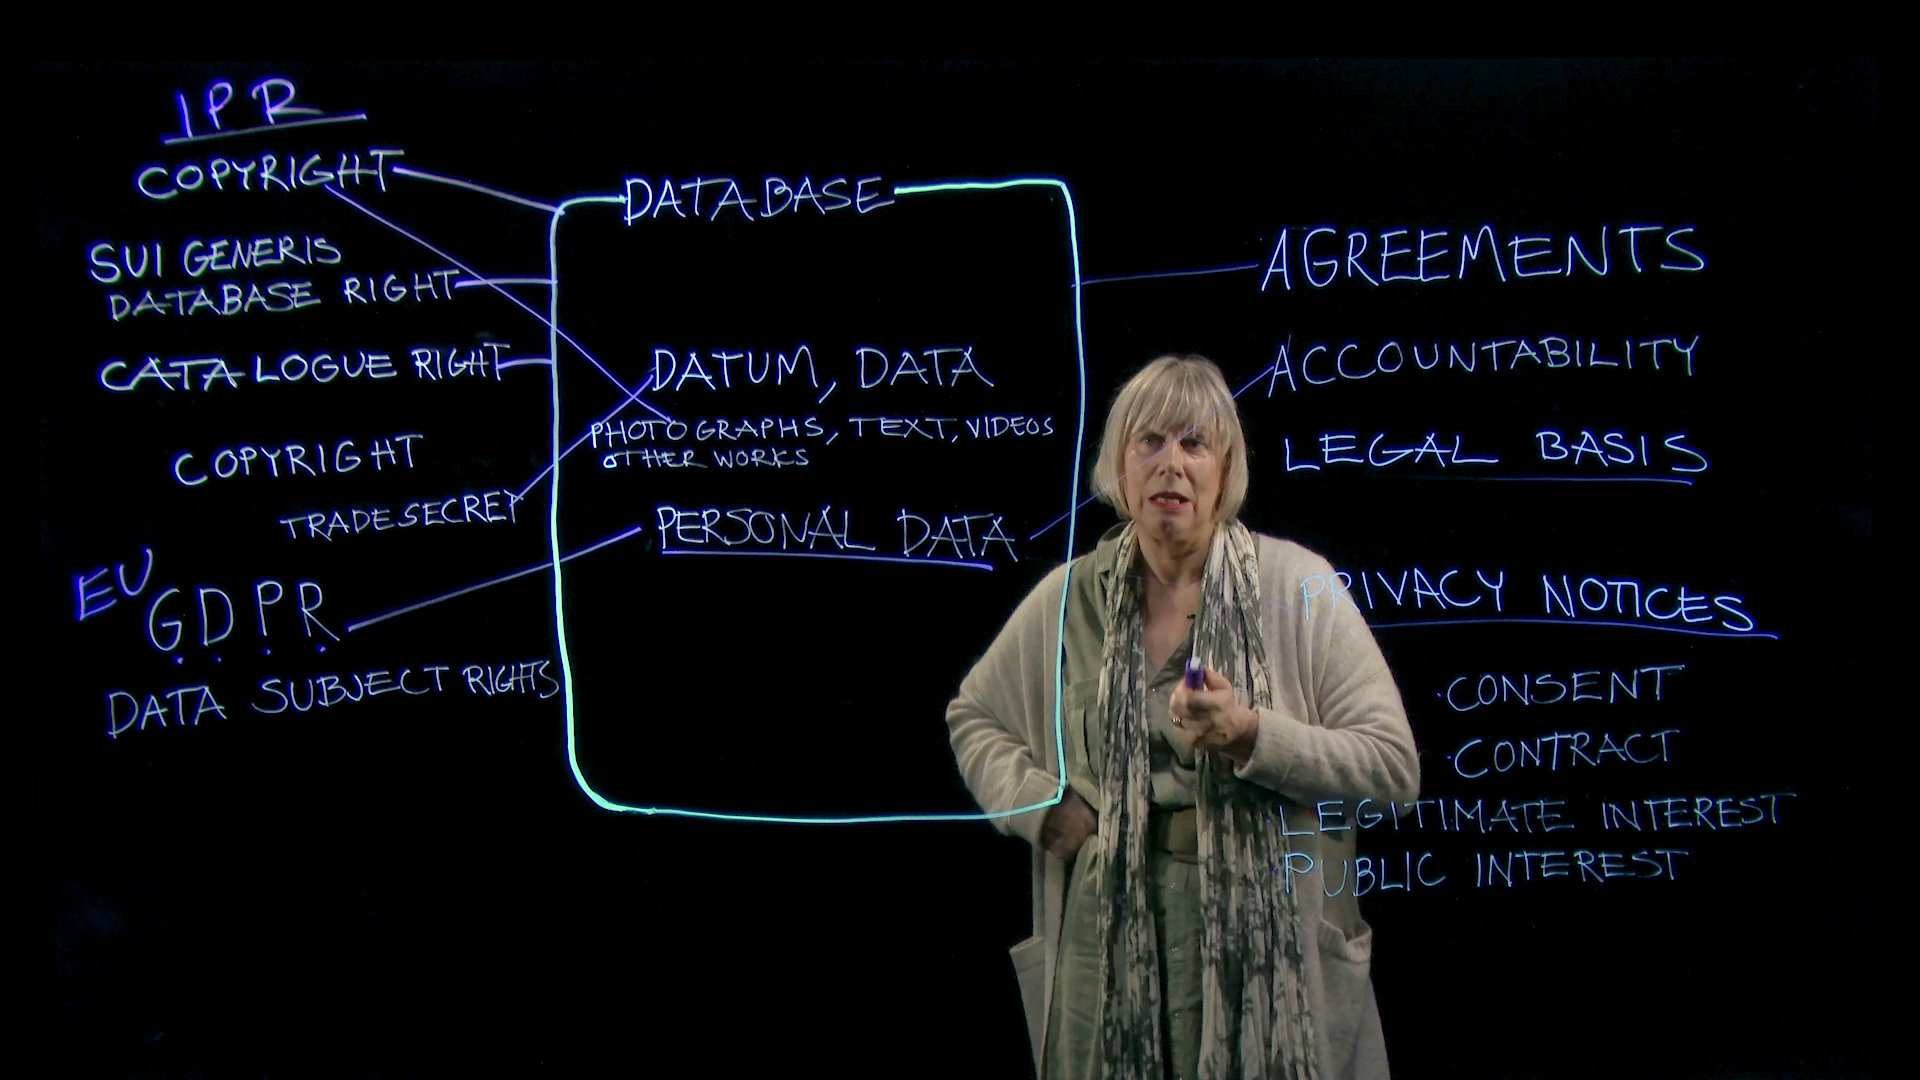 IPR
COPYRIGHT
SUI GENERIS
DATABASE RIGHT
CATALOGUE RIGHT
COPYRIGHT
TRADESECRET
EU
GDPR
DATA SUBJECT RIGHTS
DATABASE
DATUM, DATA
PHOTOGRAPHS, TEXT, VIDEOS
OTHER WORKS
PERSONAL DATA
AGREEMENTS
ACCOUNTABILITY
LEGAL BASIS
PRIVACY NOTICES
· CONSENT
· CONTRACT
· LEGITIMATE INTEREST
· PUBLIC INTEREST